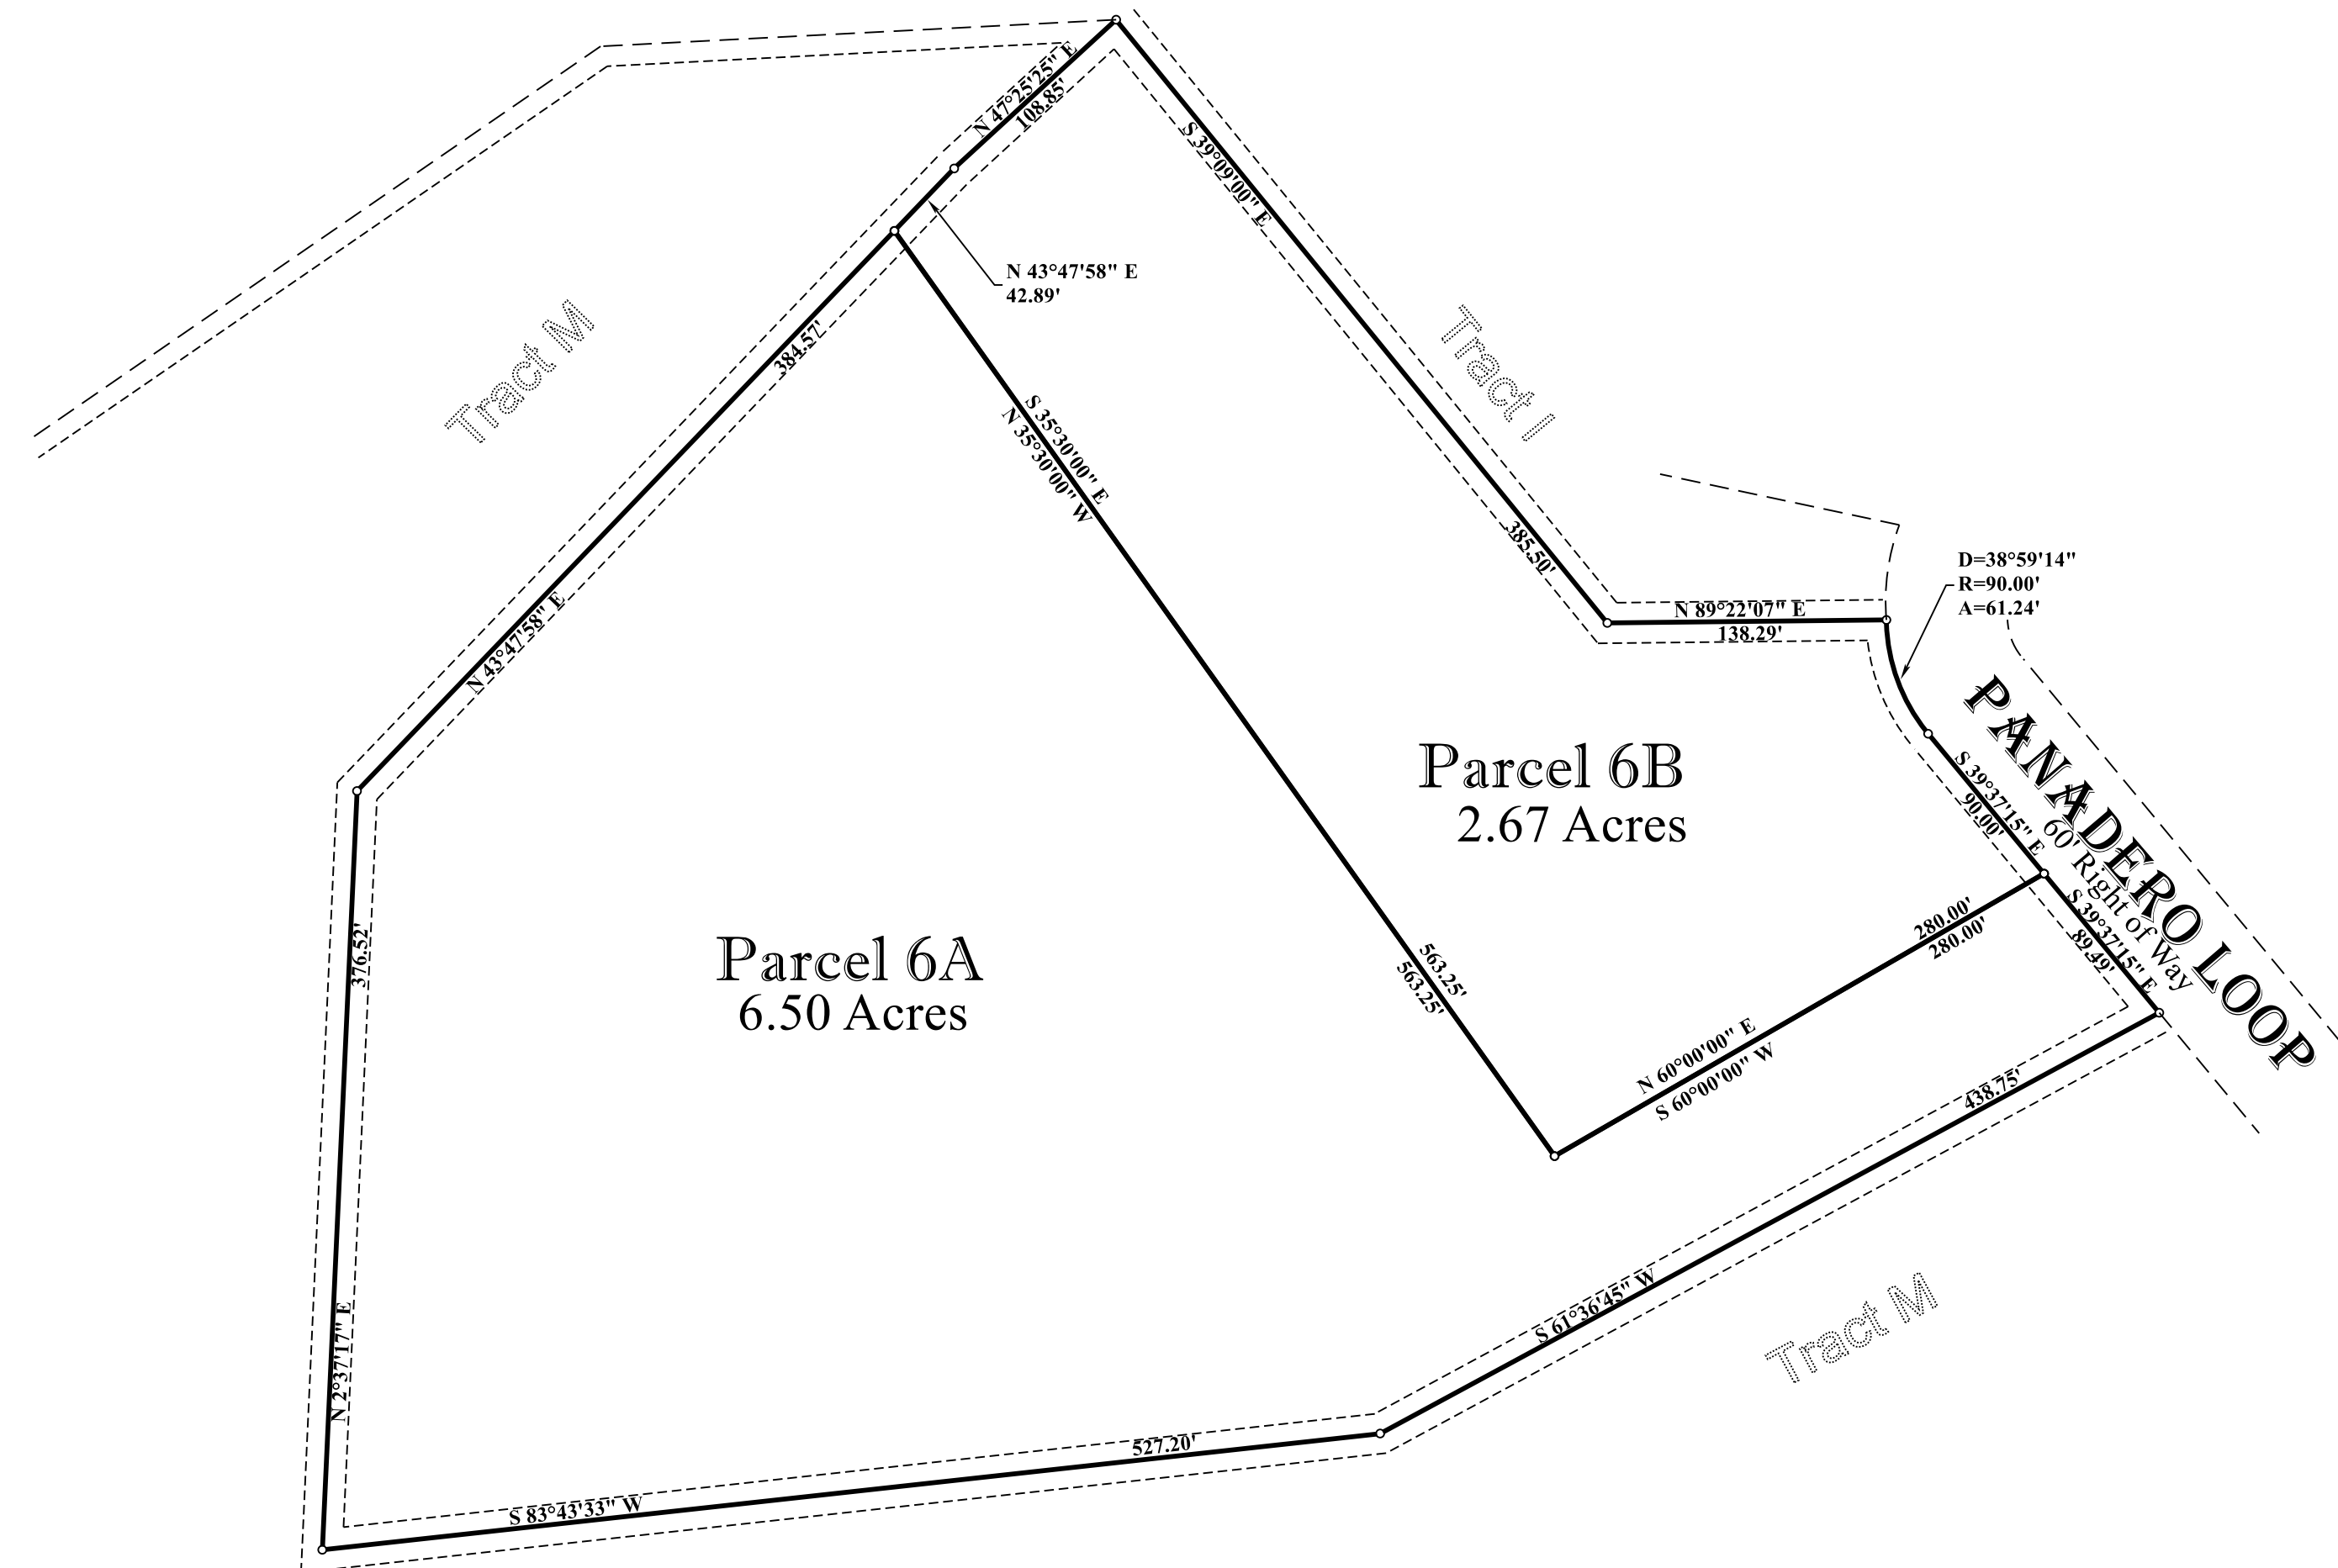 N 47°25'25" E
108.85'
S 39°09'00" E
385.50'
N 43°47'58" E
42.89'
Tract M
Tract I
384.57'
N 43°47'58" E
S 35°30'00" E
N 35°30'00" W
563.25'
563.25'
N 89°22'07" E
138.29'
D=38°59'14"
R=90.00'
A=61.24'
PANADERO LOOP
60' Right of Way
S 39°37'15" E
90.00'
S 39°37'15" E
89.49'
Parcel 6B
2.67 Acres
280.00'
280.00'
N 60°00'00" E
S 60°00'00" W
Parcel 6A
6.50 Acres
376.52'
N 2°37'17" E
438.75'
S 61°36'45" W
Tract M
527.20'
S 83°43'33" W